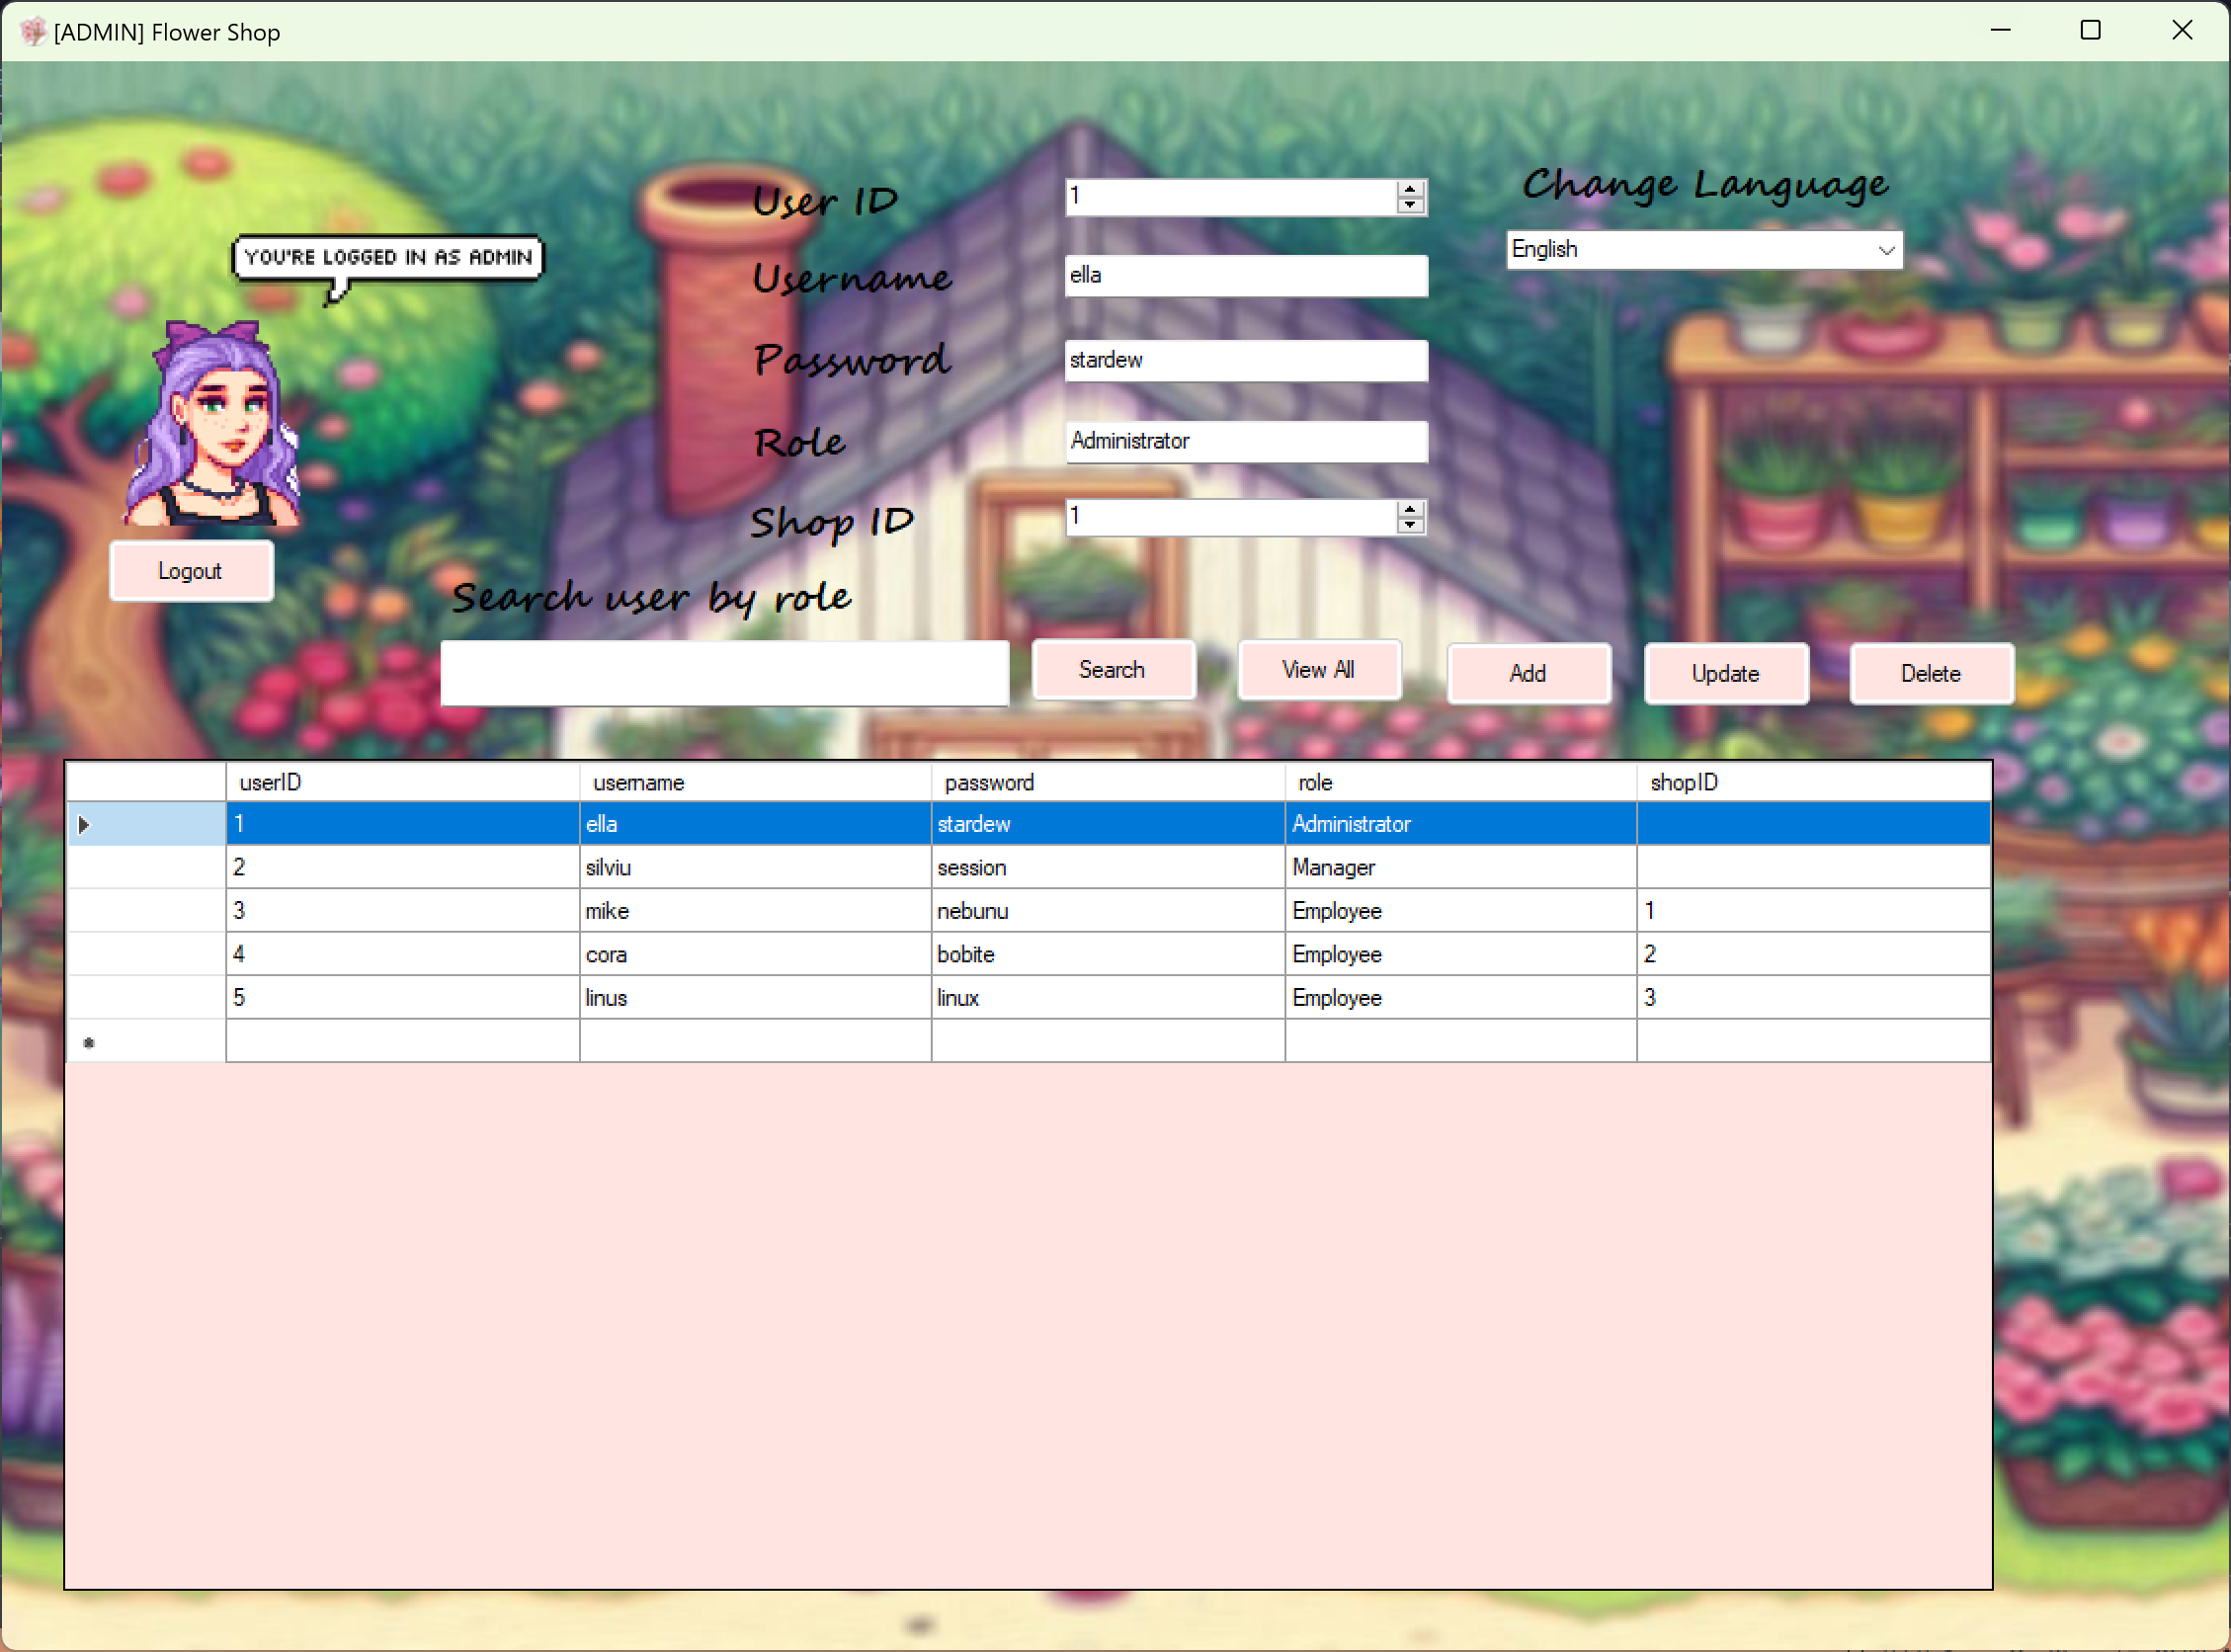 [ADMIN] Flower Shop
YOU'RE LOGGED IN AS ADMIN
Logout
User ID 1
Username ella
Password stardew
Role Administrator
Shop ID 1
Change Language
English
Search user by role
Search View All Add Update Delete
userID username password role shopID
1 ella stardew Administrator
2 silviu session Manager
3 mike nebunu Employee 1
4 cora bobite Employee 2
5 linus linux Employee 3